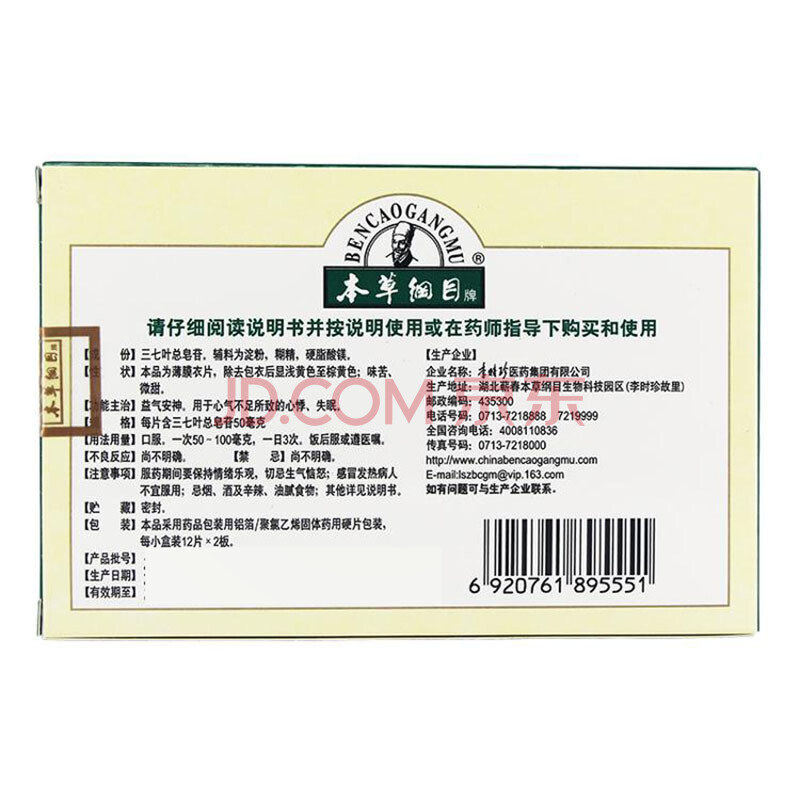 BENCAOGANGMU
®
本草纲目牌
请仔细阅读说明书并按说明使用或在药师指导下购买和使用
本草纲目牌
份】三七叶总皂苷。辅料为淀粉，糊精，硬脂酸镁。
状】本品为薄膜衣片，除去包衣后显浅黄色至棕黄色；味苦、
微甜。
功能主治】益气安神。用于心气不足所致的心悸、失眠。
格】每片含三七叶总皂苷50毫克
【用法用量】口服。一次50~100毫克，一日3次。饭后服或遵医嘱。
【不良反应】尚不明确。 【禁 忌】尚不明确。
【注意事项】服药期间要保持情绪乐观，切忌生气恼怒；感冒发热病人
不宜服用；忌烟、酒及辛辣、油腻食物；其他详见说明书。
【贮 藏】密封。
【包 装】本品采用药品包装用铝箔/聚氯乙烯固体药用硬片包装，
每小盒装12片×2板。
【产品批号】
【生产日期】
【有效期至】
【生产企业】
企业名称：李时珍医药集团有限公司
生产地址：湖北蕲春本草纲目生物科技园区(李时珍故里)
邮政编码：435300
电话号码：0713-7218888 7219999
全国咨询电话：4008110836
传真号码：0713-7218000
http://www.chinabencaogangmu.com
E-mail:lszbcgm@vip.163.com
如有问题可与生产企业联系。
JD.COM 京东
6 920761 895551